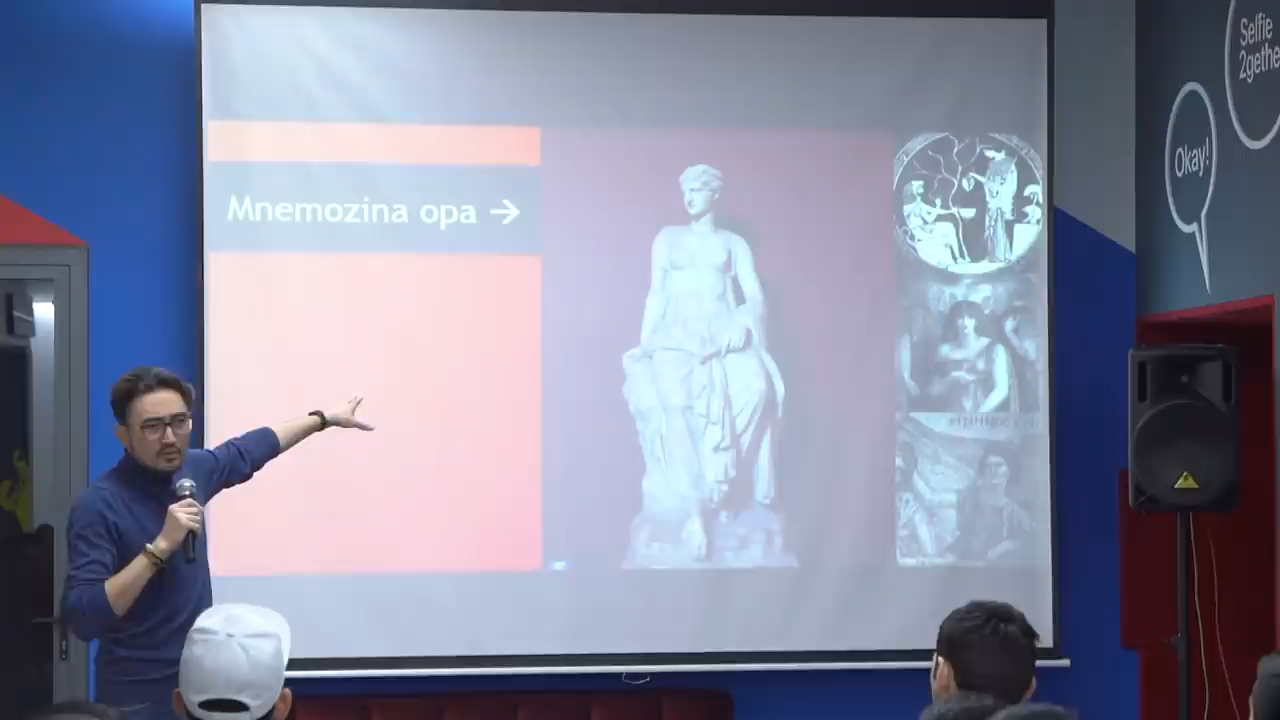 Mnemozina opa →
Selfie
2gethe
Okay!